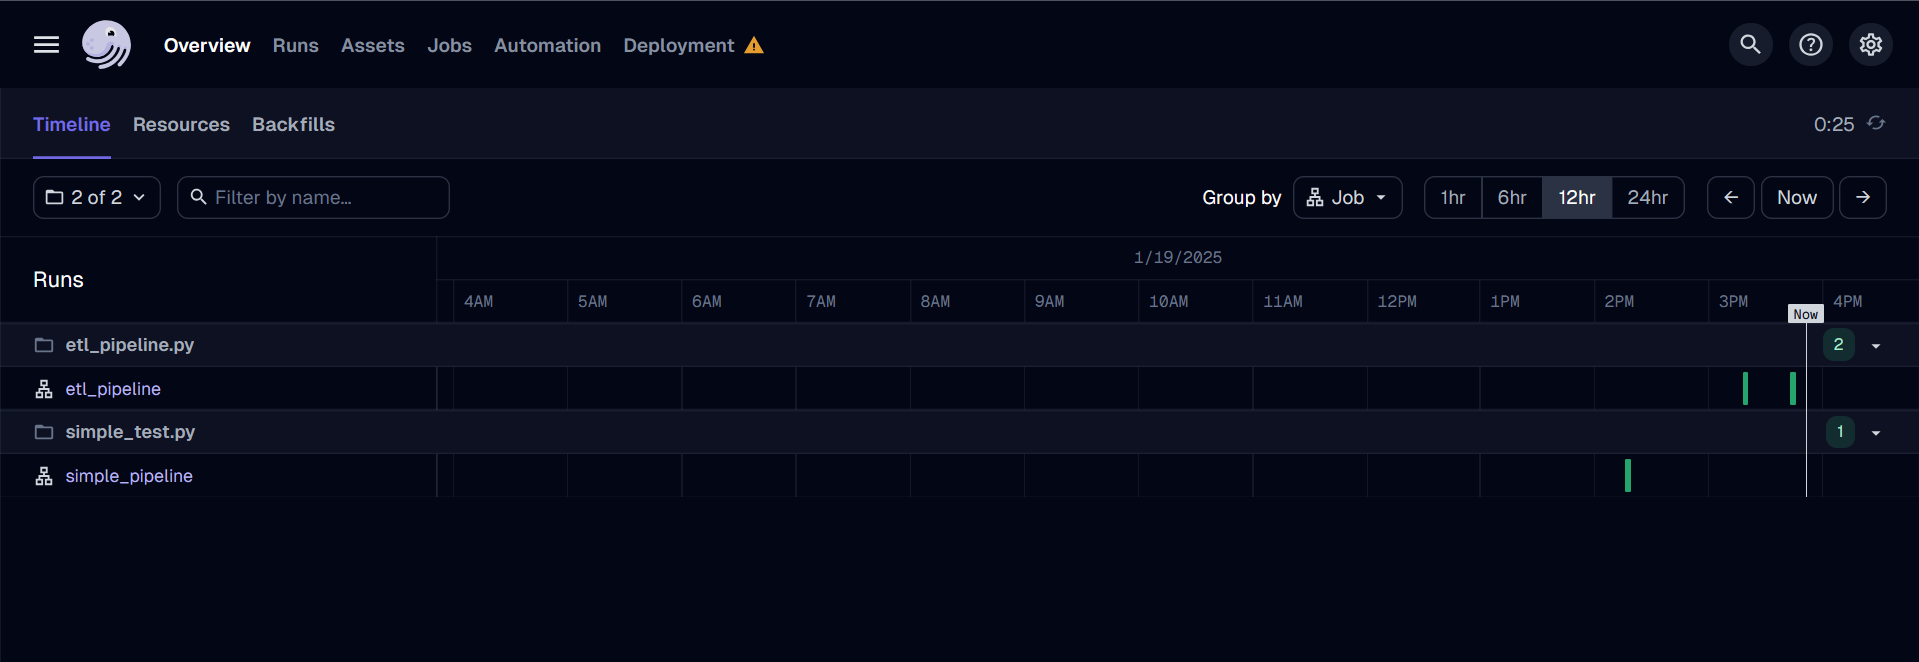 Overview Runs Assets Jobs Automation Deployment
Timeline Resources Backfills 0:25
2 of 2 Filter by name... Group by Job 1hr 6hr 12hr 24hr Now
1/19/2025
Runs
4AM 5AM 6AM 7AM 8AM 9AM 10AM 11AM 12PM 1PM 2PM 3PM 4PM
Now
etl_pipeline.py 2
etl_pipeline
simple_test.py 1
simple_pipeline